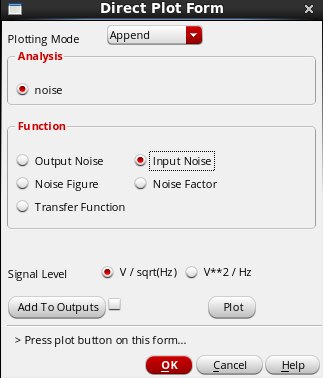 Direct Plot Form
Plotting Mode Append
Analysis
noise
Function
Output Noise Input Noise
Noise Figure Noise Factor
Transfer Function
Signal Level V / sqrt(Hz) V**2 / Hz
Add To Outputs Plot
> Press plot button on this form...
OK Cancel Help